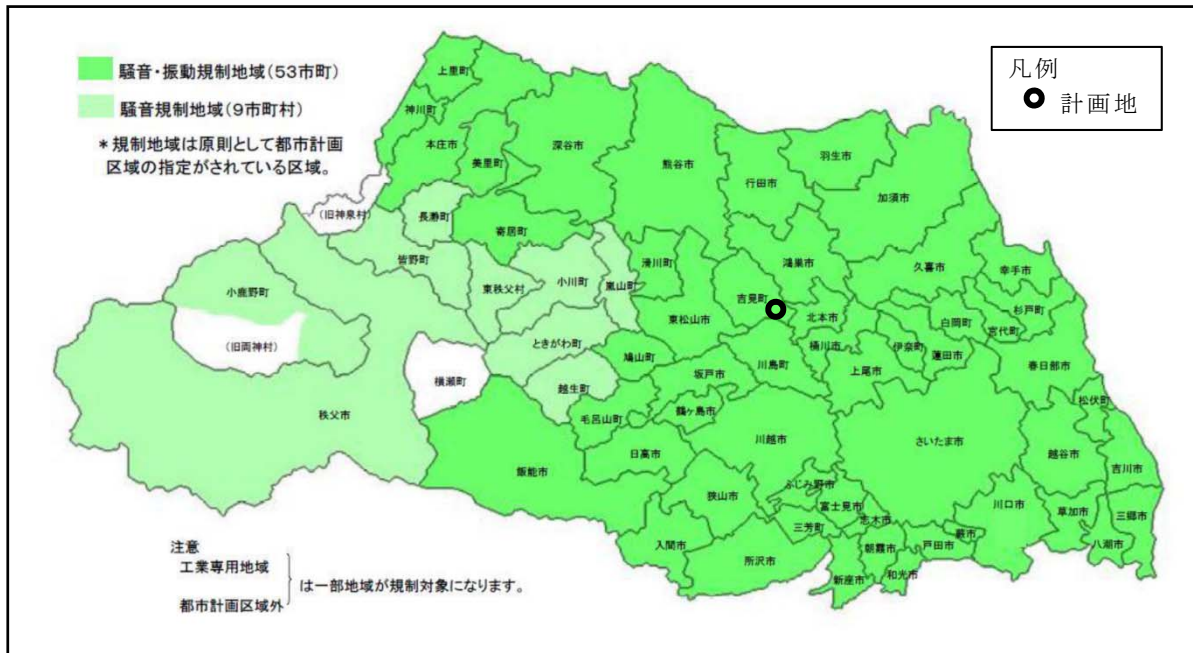 騒音・振動規制地域(53市町)
騒音規制地域(9市町村)
*規制地域は原則として都市計画
区域の指定がされている区域。
凡例
計画地
上里町
神川町
本庄市
美里町
深谷市
熊谷市
行田市
羽生市
加須市
(旧神泉村)
長瀞町
寄居町
皆野町
東秩父村
小川町
嵐山町
滑川町
吉見町
鴻巣市
久喜市
幸手市
小鹿野町
(旧両神村)
東松山市
北本市
白岡町
杉戸町
宮代町
ときがわ町
鳩山町
桶川市
伊奈町
蓮田市
横瀬町
越生町
坂戸市
川島町
上尾市
春日部市
秩父市
毛呂山町
鶴ヶ島市
松伏町
飯能市
日高市
川越市
さいたま市
越谷市
吉川市
狭山市
ふじみ野市
富士見市
川口市
入間市
三芳町
志木市
草加市
三郷市
所沢市
朝霞市
戸田市
蕨市
八潮市
新座市
和光市
注意
工業専用地域
は一部地域が規制対象になります。
都市計画区域外